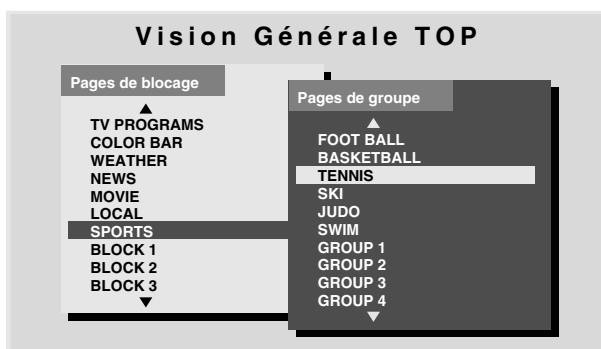 Vision Générale TOP
Pages de blocage
TV PROGRAMS
COLOR BAR
WEATHER
NEWS
MOVIE
LOCAL
SPORTS
BLOCK 1
BLOCK 2
BLOCK 3
Pages de groupe
FOOT BALL
BASKETBALL
TENNIS
SKI
JUDO
SWIM
GROUP 1
GROUP 2
GROUP 3
GROUP 4